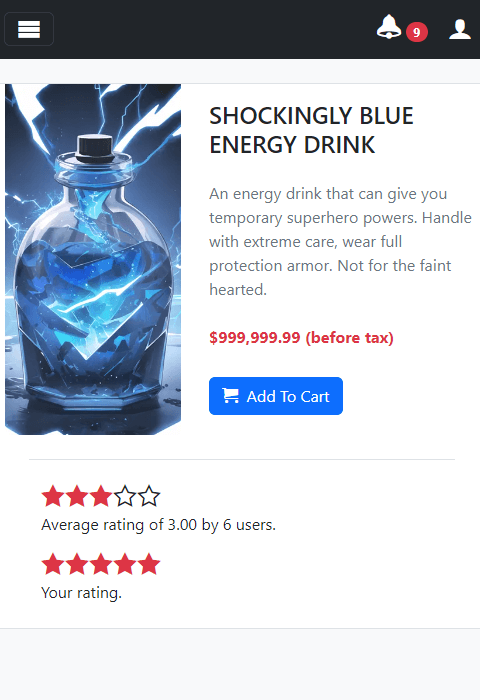 9
SHOCKINGLY BLUE
ENERGY DRINK
An energy drink that can give you
temporary superhero powers. Handle
with extreme care, wear full
protection armor. Not for the faint
hearted.
$999,999.99 (before tax)
Add To Cart
Average rating of 3.00 by 6 users.
Your rating.